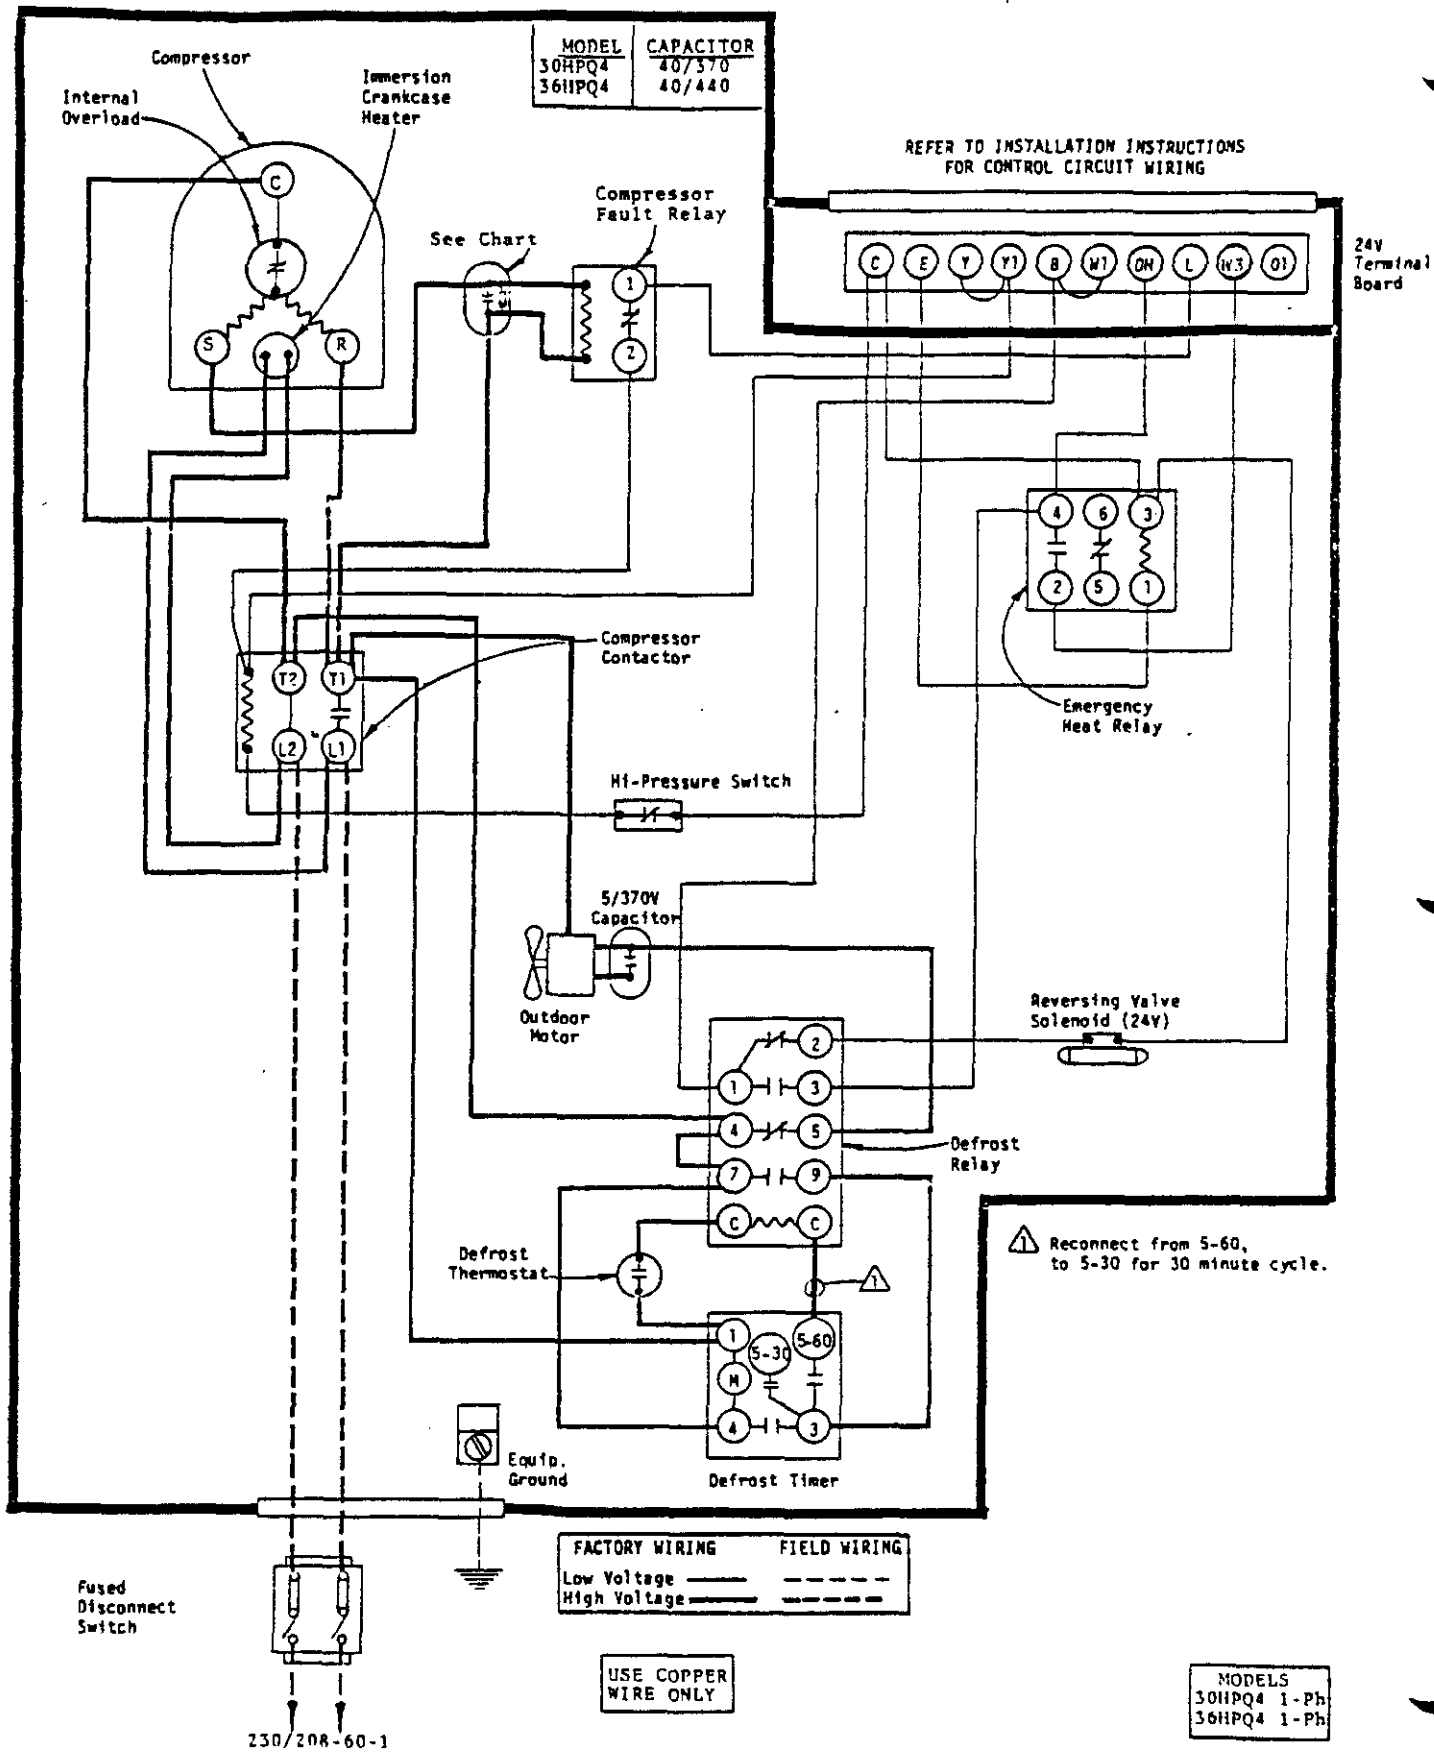 MODEL CAPACITOR
30HPQ4 40/370
36HPQ4 40/440
Compressor
Internal
Overload
Immersion
Crankcase
Heater
C
S
R
See Chart
Compressor
Fault Relay
1
2
REFER TO INSTALLATION INSTRUCTIONS
FOR CONTROL CIRCUIT WIRING
C E Y Y1 B W1 OH L W3 O1
24V
Terminal
Board
4 6 3
2 5 1
Emergency
Heat Relay
Compressor
Contactor
T2 T1
L2 L1
Hi-Pressure Switch
5/370V
Capacitor
Outdoor
Motor
Reversing Valve
Solenoid (24V)
2
1 3
4 5
7 9
C C
Defrost
Relay
Defrost
Thermostat
1
1 Reconnect from 5-60,
to 5-30 for 30 minute cycle.
1 5-30 5-60
M
4 3
Defrost Timer
Equip.
Ground
FACTORY WIRING FIELD WIRING
Low Voltage
High Voltage
Fused
Disconnect
Switch
USE COPPER
WIRE ONLY
MODELS
30HPQ4 1-Ph
36HPQ4 1-Ph
230/208-60-1